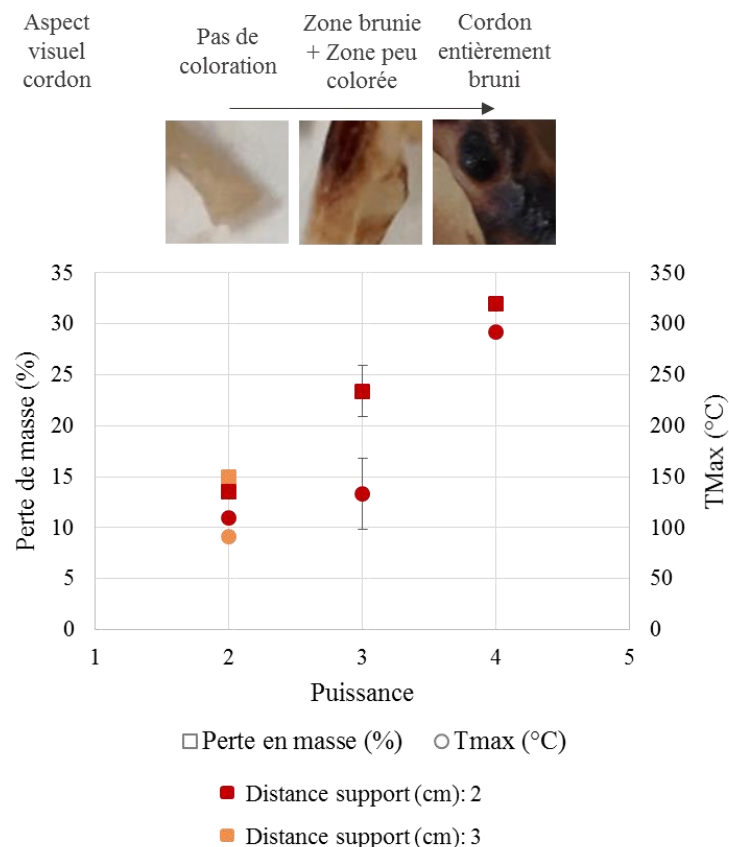 Aspect
visuel
cordon
Pas de
coloration
Zone brunie
+ Zone peu
colorée
Cordon
entièrement
bruni
Perte de masse (%)
35
30
25
20
15
10
5
0
350
300
250
200
150
100
50
0
TMax (°C)
1 2 3 4 5
Puissance
Perte en masse (%) Tmax (°C)
Distance support (cm): 2
Distance support (cm): 3